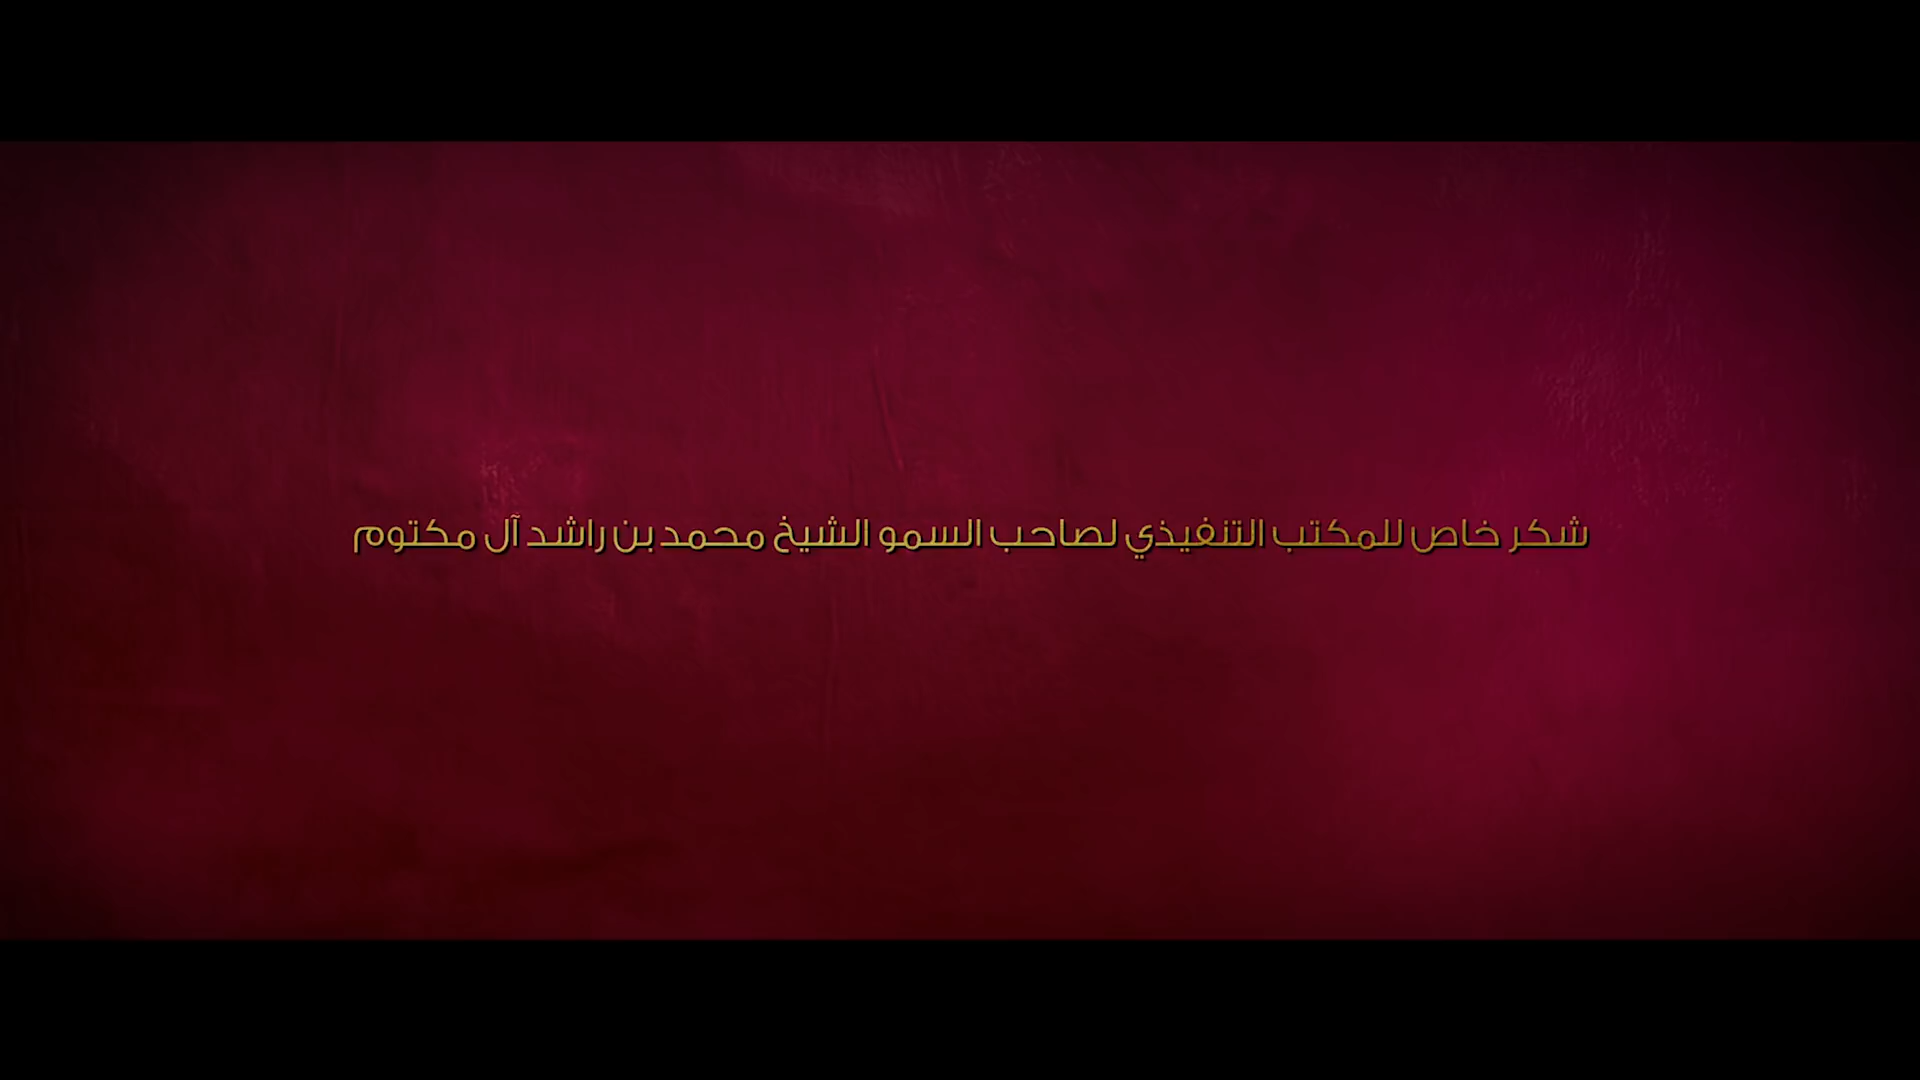 شكر خاص للمكتب التنفيذي لصاحب السمو الشيخ محمد بن راشد آل مكتوم